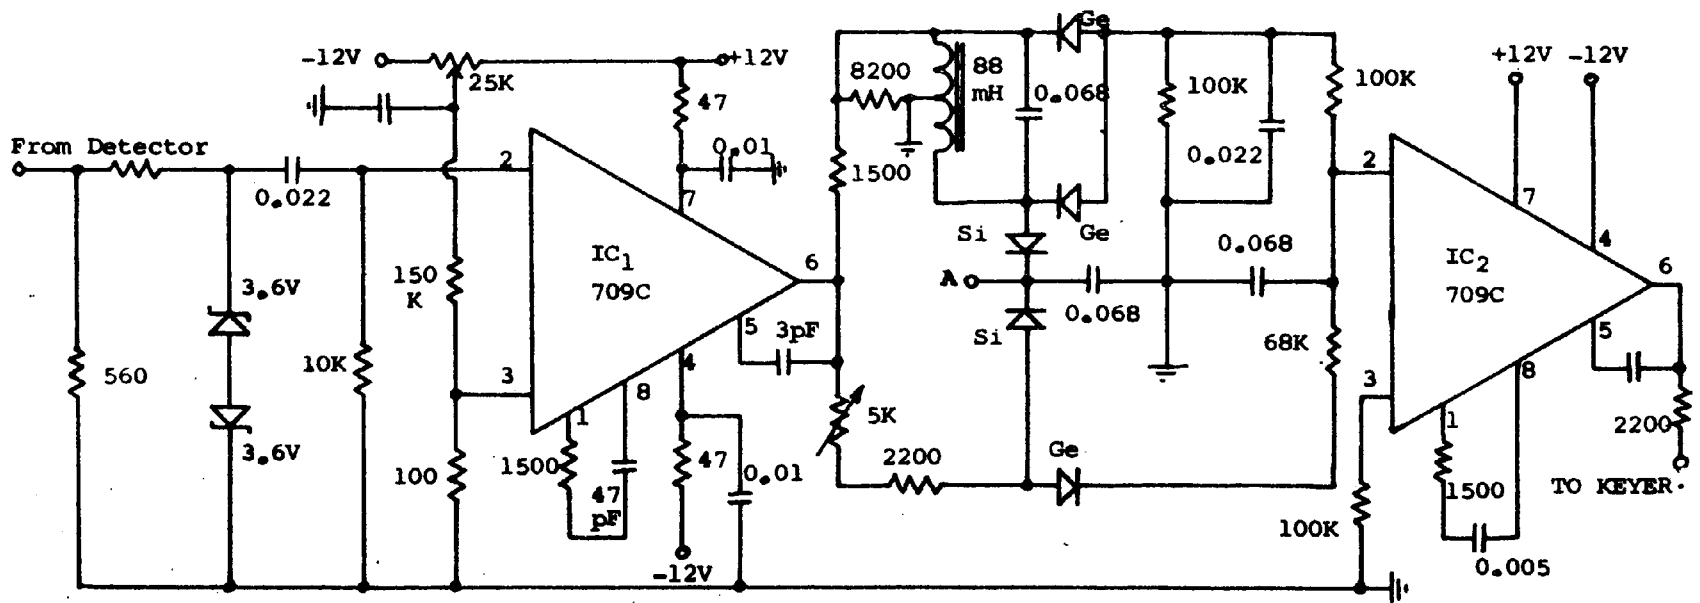 -12V
25K
+12V
47
0.01
From Detector
0.022
2
7
IC1
709C
6
150
K
3.6V
3.6V
560
10K
3
100
1
1500
8
47
pF
4
47
-12V
0.01
5
3pF
5K
2200
8200
1500
88
mH
0.068
Ge
Ge
Si
A
Si
0.068
Ge
100K
0.022
0.068
100K
68K
100K
2
3
IC2
709C
+12V
-12V
7
4
6
5
8
1
1500
0.005
2200
TO KEYER.